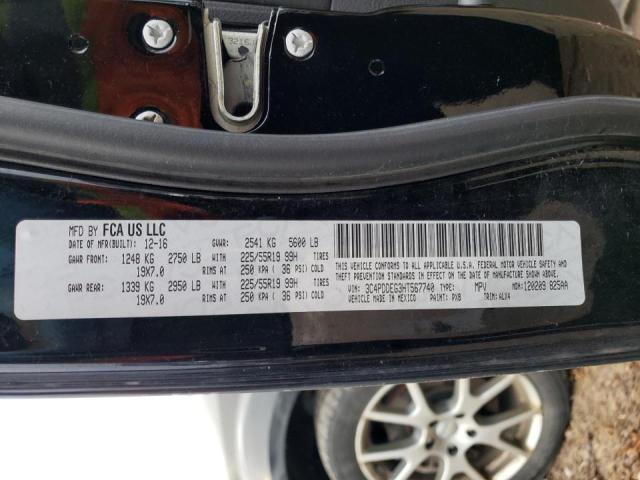 3216
MFD BY FCA US LLC
DATE OF MFR(BUILT): 12-16 GVWR: 2541 KG 5600 LB
GAWR FRONT: 1248 KG 2750 LB WITH 225/55R19 99H TIRES
19X7.0 RIMS AT 250 KPA ( 36 PSI) COLD
GAWR REAR: 1339 KG 2950 LB WITH 225/55R19 99H TIRES
19X7.0 RIMS AT 250 KPA ( 36 PSI) COLD
THIS VEHICLE CONFORMS TO ALL APPLICABLE U.S.A. FEDERAL MOTOR VEHICLE SAFETY, BUMPER AND
THEFT PREVENTION STANDARDS IN EFFECT ON THE DATE OF MANUFACTURE SHOWN ABOVE.
VIN: 3C4PDDEG3HT567740 TYPE: MPV MDH: 120209 825AA
MADE IN MEXICO PAINT: PX8 TRIM: ALX4